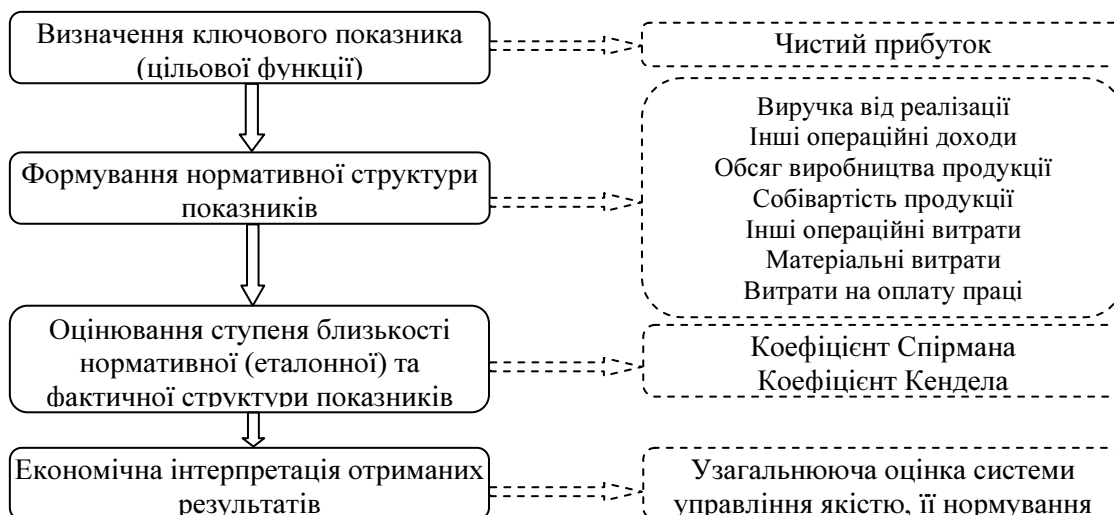 Визначення ключового показника
(цільової функції)
Чистий прибуток
Формування нормативної структури
показників
Виручка від реалізації
Інші операційні доходи
Обсяг виробництва продукції
Собівартість продукції
Інші операційні витрати
Матеріальні витрати
Витрати на оплату праці
Оцінювання ступеня близькості
нормативної (еталонної) та
фактичної структури показників
Коефіцієнт Спірмана
Коефіцієнт Кендела
Економічна інтерпретація отриманих
результатів
Узагальнююча оцінка системи
управління якістю, її нормування